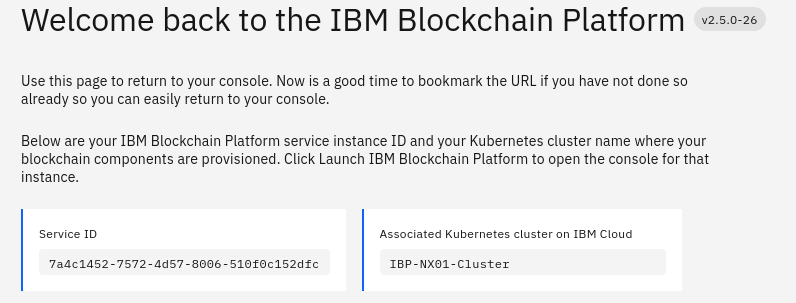 Welcome back to the IBM Blockchain Platform v2.5.0-26
Use this page to return to your console. Now is a good time to bookmark the URL if you have not done so
already so you can easily return to your console.
Below are your IBM Blockchain Platform service instance ID and your Kubernetes cluster name where your
blockchain components are provisioned. Click Launch IBM Blockchain Platform to open the console for that
instance.
Service ID
7a4c1452-7572-4d57-8006-510f0c152dfc
Associated Kubernetes cluster on IBM Cloud
IBP-NX01-Cluster